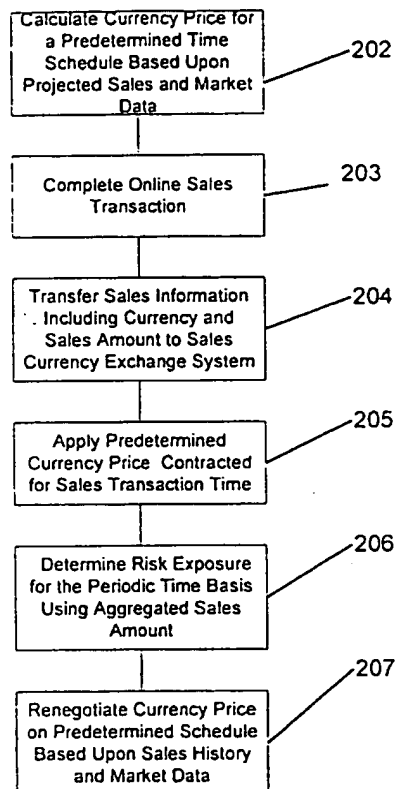 Calculate Currency Price for
a Predetermined Time
Schedule Based Upon
Projected Sales and Market
Data
202
Complete Online Sales
Transaction
203
Transfer Sales Information
Including Currency and
Sales Amount to Sales
Currency Exchange System
204
Apply Predetermined
Currency Price Contracted
for Sales Transaction Time
205
Determine Risk Exposure
for the Periodic Time Basis
Using Aggregated Sales
Amount
206
Renegotiate Currency Price
on Predetermined Schedule
Based Upon Sales History
and Market Data
207